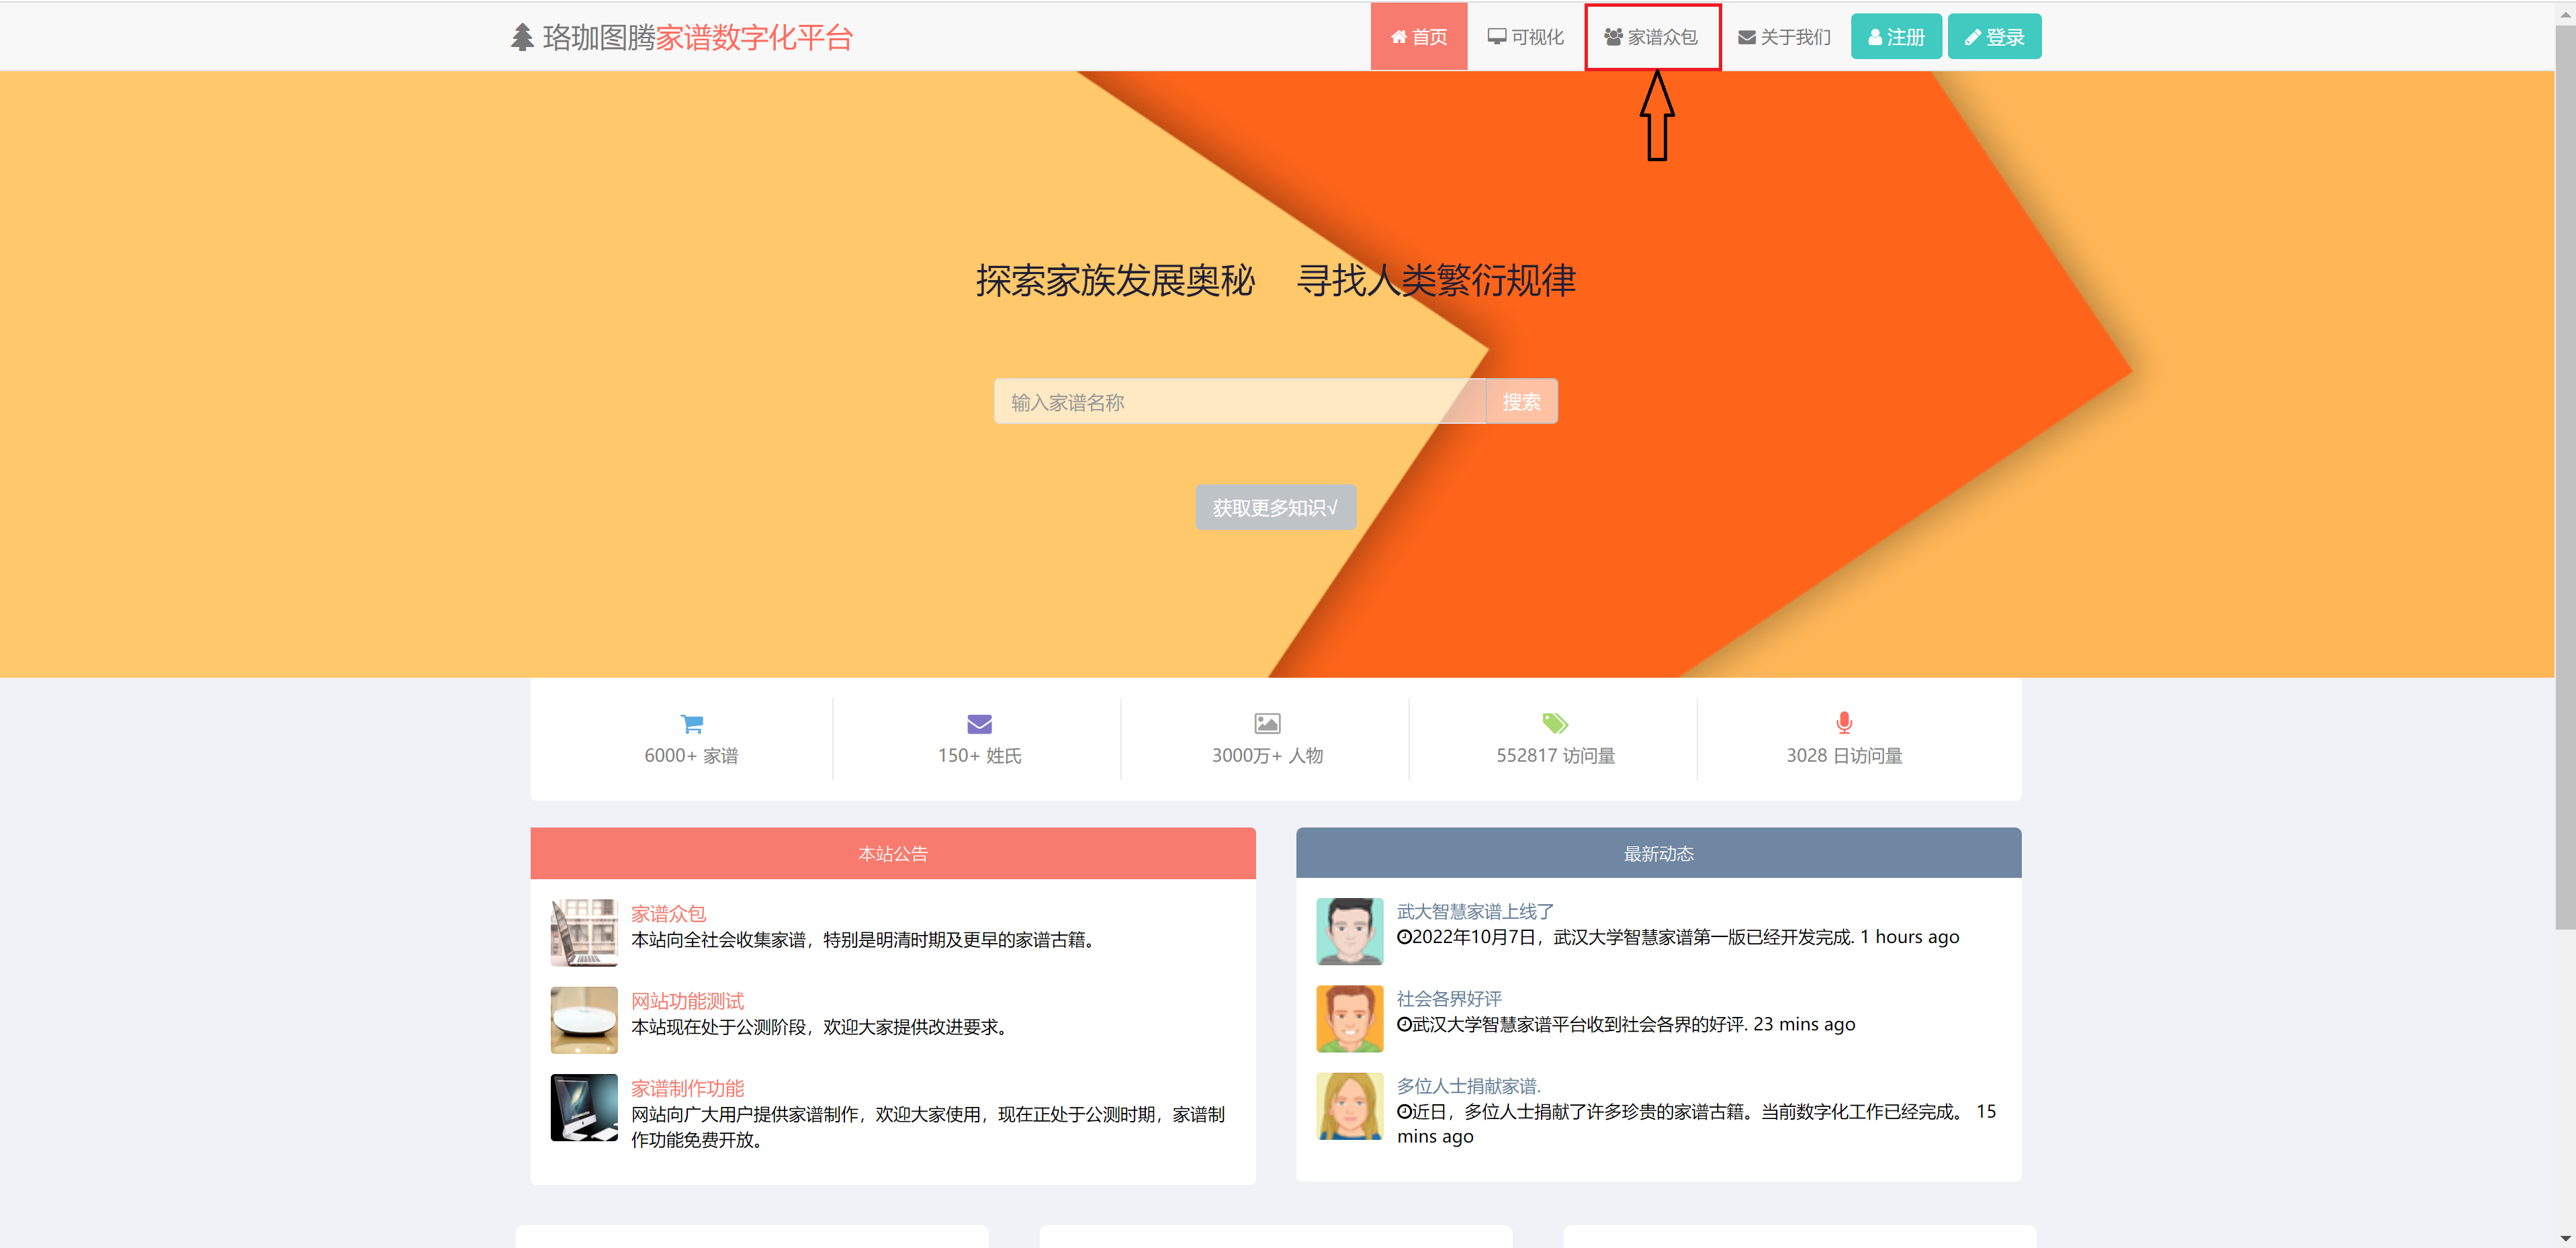 珞珈图腾家谱数字化平台
首页
可视化
家谱众包
关于我们
注册
登录
探索家族发展奥秘 寻找人类繁衍规律
输入家谱名称
搜索
获取更多知识√
6000+ 家谱
150+ 姓氏
3000万+ 人物
552817 访问量
3028 日访问量
本站公告
家谱众包
本站向全社会收集家谱，特别是明清时期及更早的家谱古籍。
网站功能测试
本站现在处于公测阶段，欢迎大家提供改进要求。
家谱制作功能
网站向广大用户提供家谱制作，欢迎大家使用，现在正处于公测时期，家谱制
作功能免费开放。
最新动态
武大智慧家谱上线了
2022年10月7日，武汉大学智慧家谱第一版已经开发完成. 1 hours ago
社会各界好评
武汉大学智慧家谱平台收到社会各界的好评. 23 mins ago
多位人士捐献家谱.
近日，多位人士捐献了许多珍贵的家谱古籍。当前数字化工作已经完成。 15
mins ago